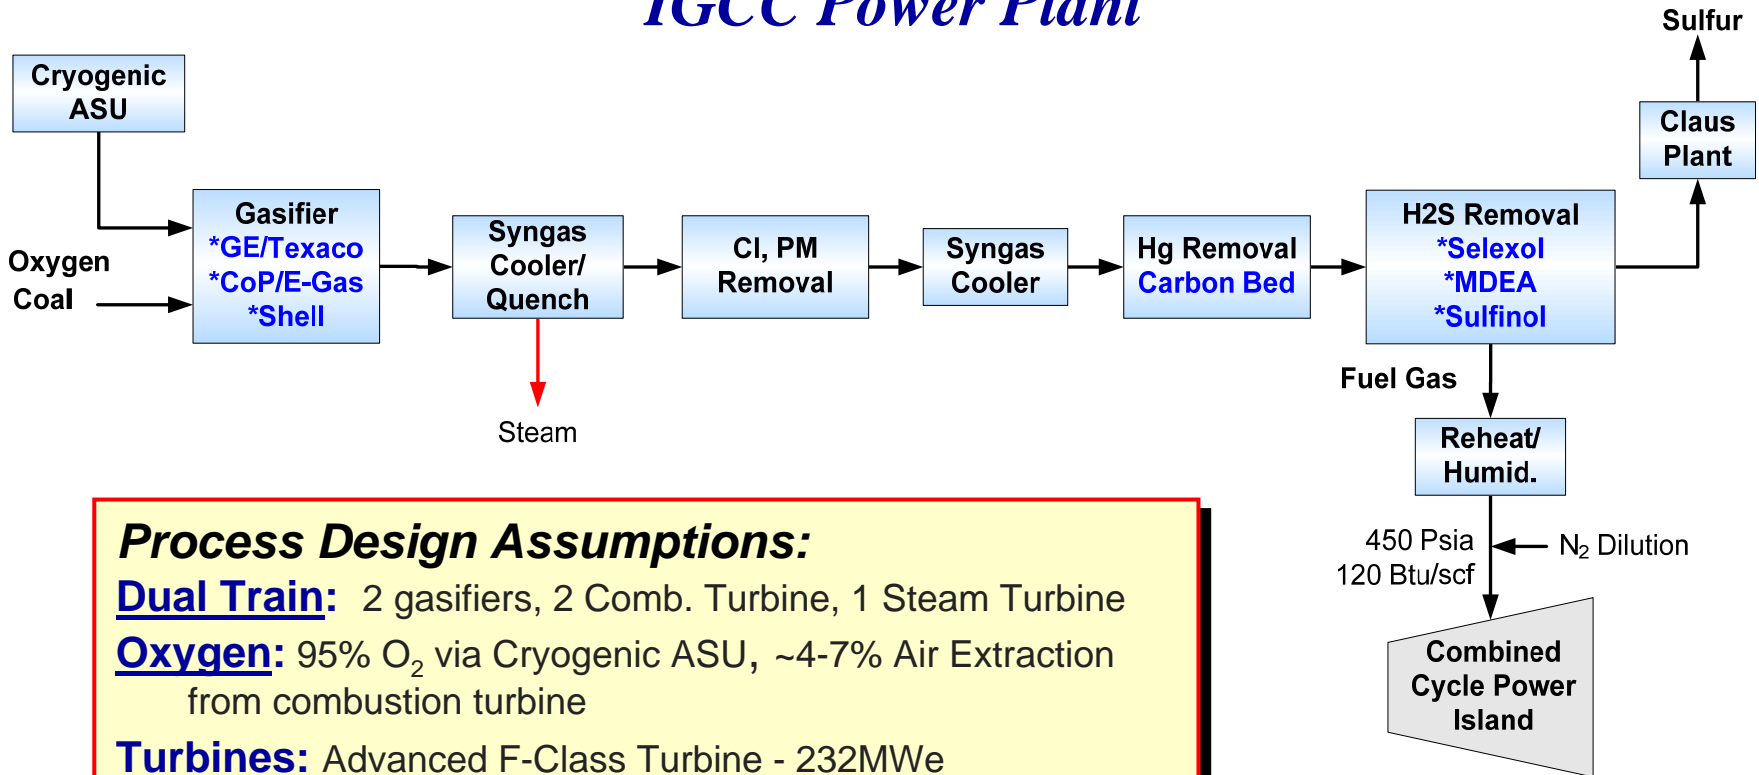 IGCC Power Plant
Sulfur
Cryogenic
ASU
Claus
Plant
Oxygen
Coal
Gasifier
*GE/Texaco
*CoP/E-Gas
*Shell
Syngas
Cooler/
Quench
Cl, PM
Removal
Syngas
Cooler
Hg Removal
Carbon Bed
H2S Removal
*Selexol
*MDEA
*Sulfinol
Steam
Fuel Gas
Reheat/
Humid.
450 Psia
120 Btu/scf
N₂ Dilution
Combined
Cycle Power
Island
Process Design Assumptions:
Dual Train: 2 gasifiers, 2 Comb. Turbine, 1 Steam Turbine
Oxygen: 95% O₂ via Cryogenic ASU, ~4-7% Air Extraction
from combustion turbine
Turbines: Advanced F-Class Turbine - 232MWe